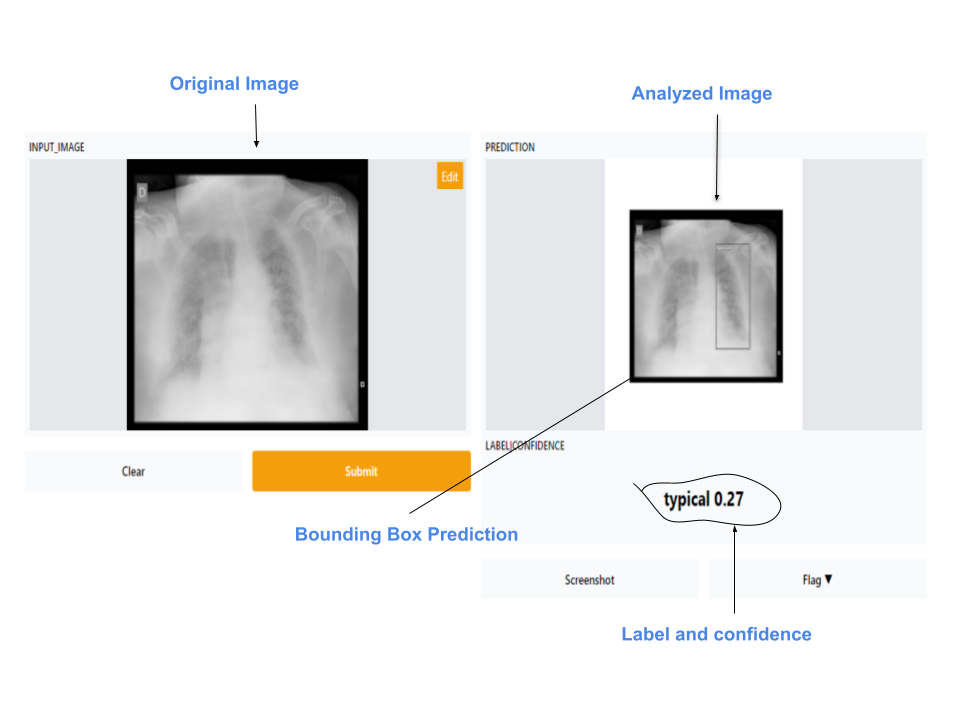 Original Image
Analyzed Image
INPUT_IMAGE
PREDICTION
Edit
D
LABEL|CONFIDENCE
Clear
Submit
typical 0.27
Bounding Box Prediction
Screenshot
Flag ▼
Label and confidence